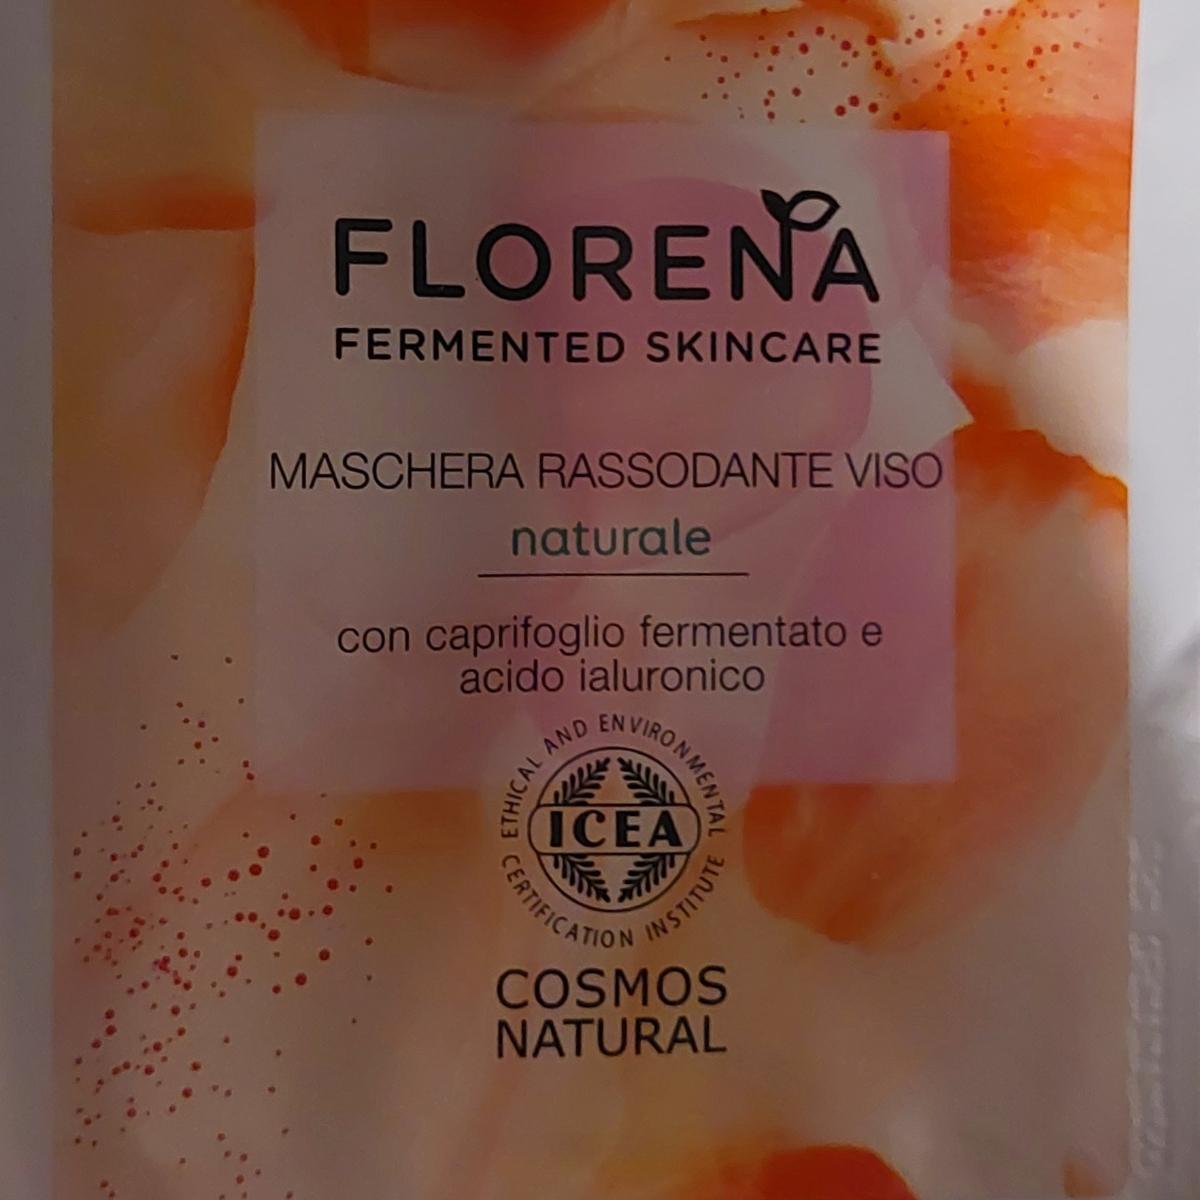 FLORENA
FERMENTED SKINCARE
MASCHERA RASSODANTE VISO
naturale
con caprifoglio fermentato e
acido ialuronico
ETHICAL AND ENVIRONMENTAL
ICEA
CERTIFICATION INSTITUTE
COSMOS
NATURAL